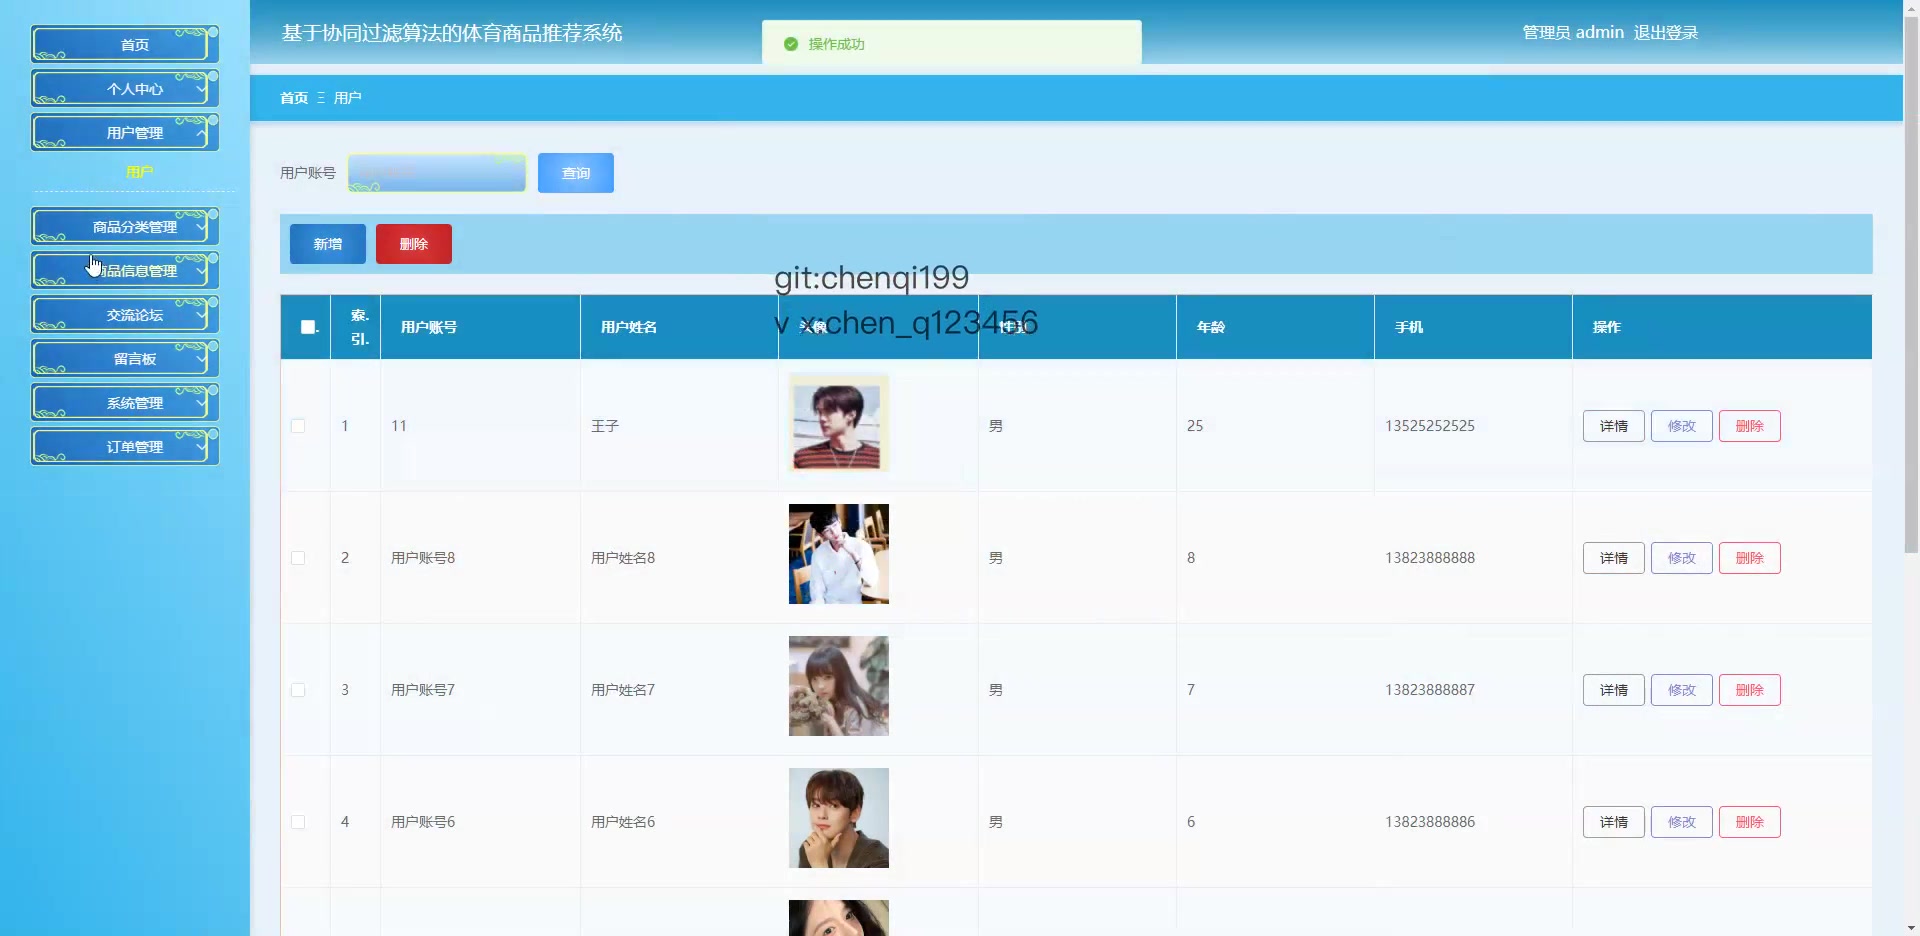 首页
个人中心
用户管理
用户
商品分类管理
品信息管理
交流论坛
留言板
系统管理
订单管理
基于协同过滤算法的体育商品推荐系统
操作成功
管理员 admin 退出登录
首页 用户
用户账号
查询
新增 删除
git:chenqi199
v x:chen_q123456
索引. 用户账号 用户姓名 头像 性别 年龄 手机 操作
1 11 王子 男 25 13525252525 详情 修改 删除
2 用户账号8 用户姓名8 男 8 13823888888 详情 修改 删除
3 用户账号7 用户姓名7 男 7 13823888887 详情 修改 删除
4 用户账号6 用户姓名6 男 6 13823888886 详情 修改 删除